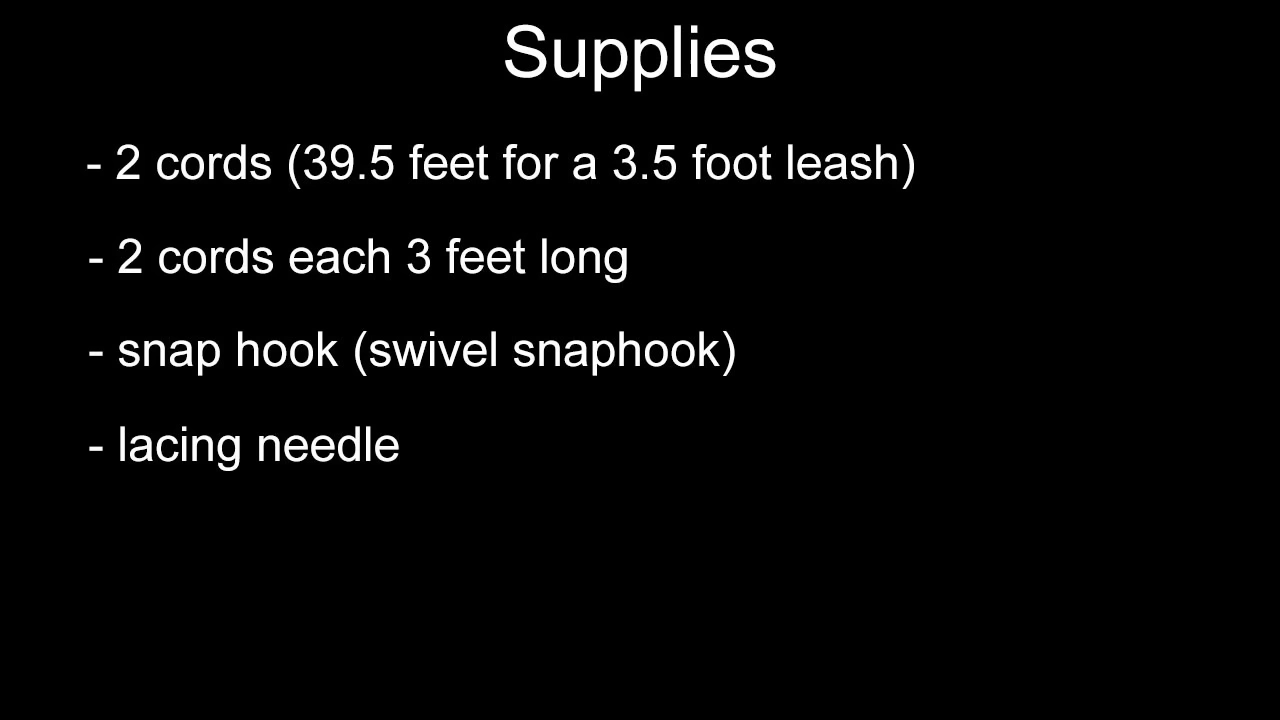 Supplies
- 2 cords (39.5 feet for a 3.5 foot leash)
- 2 cords each 3 feet long
- snap hook (swivel snaphook)
- lacing needle